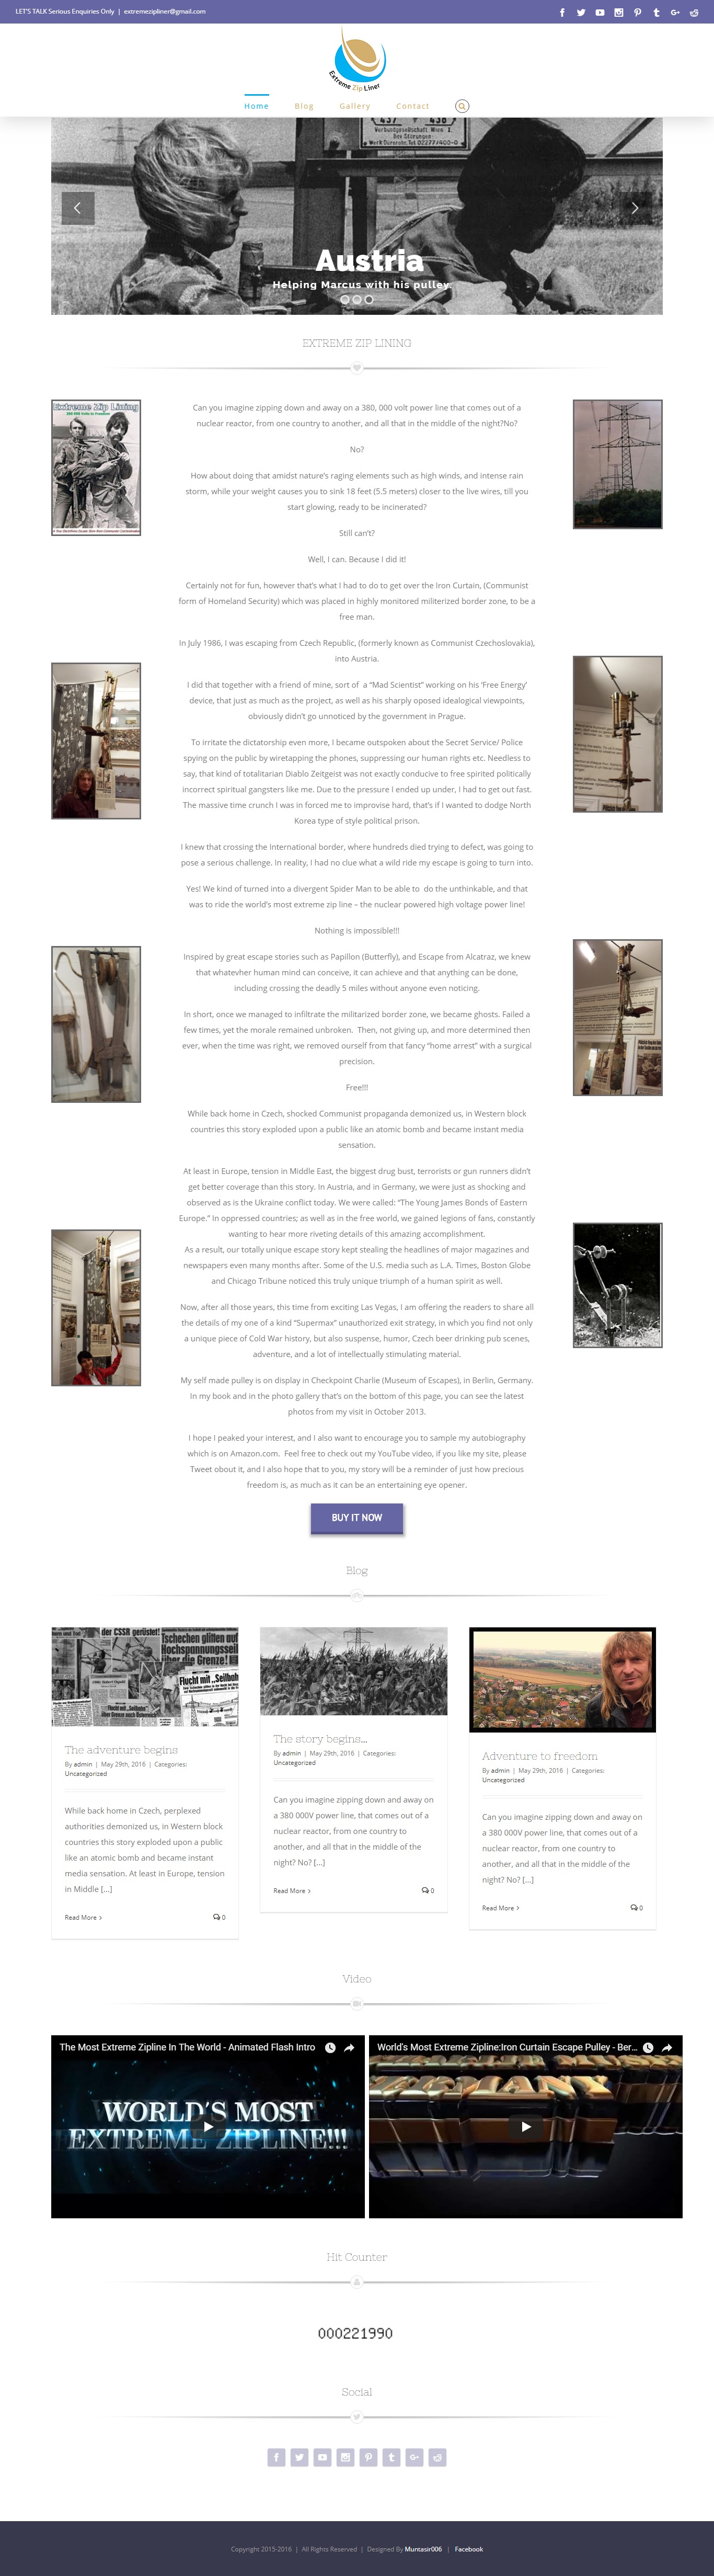 LET'S TALK Serious Enquiries Only | extremezipliner@gmail.com
Extreme Zip Liner
Home Blog Gallery Contact
437 438
Verbundgesellschaft Wien I.
Bei Störungen
Austria
Helping Marcus with his pulley.
EXTREME ZIP LINING
Extreme Zip Lining
Can you imagine zipping down and away on a 380, 000 volt power line that comes out of a
nuclear reactor, from one country to another, and all that in the middle of the night?No?
No?
How about doing that amidst nature's raging elements such as high winds, and intense rain
storm, while your weight causes you to sink 18 feet (5.5 meters) closer to the live wires, till you
start glowing, ready to be incinerated?
Still can't?
Well, I can. Because I did it!
Certainly not for fun, however that's what I had to do to get over the Iron Curtain, (Communist
form of Homeland Security) which was placed in highly monitored militerized border zone, to be a
free man.
In July 1986, I was escaping from Czech Republic, (formerly known as Communist Czechoslovakia),
into Austria.
I did that together with a friend of mine, sort of a "Mad Scientist" working on his 'Free Energy'
device, that just as much as the project, as well as his sharply oposed idealogical viewpoints,
obviously didn't go unnoticed by the government in Prague.
To irritate the dictatorship even more, I became outspoken about the Secret Service/ Police
spying on the public by wiretapping the phones, suppressing our human rights etc. Needless to
say, that kind of totalitarian Diablo Zeitgeist was not exactly conducive to free spirited politically
incorrect spiritual gangsters like me. Due to the pressure I ended up under, I had to get out fast.
The massive time crunch I was in forced me to improvise hard, that's if I wanted to dodge North
Korea type of style political prison.
I knew that crossing the International border, where hundreds died trying to defect, was going to
pose a serious challenge. In reality, I had no clue what a wild ride my escape is going to turn into.
Yes! We kind of turned into a divergent Spider Man to be able to do the unthinkable, and that
was to ride the world's most extreme zip line – the nuclear powered high voltage power line!
Nothing is impossible!!!
Inspired by great escape stories such as Papillon (Butterfly), and Escape from Alcatraz, we knew
that whatevher human mind can conceive, it can achieve and that anything can be done,
including crossing the deadly 5 miles without anyone even noticing.
In short, once we managed to infiltrate the militarized border zone, we became ghosts. Failed a
few times, yet the morale remained unbroken. Then, not giving up, and more determined then
ever, when the time was right, we removed ourself from that fancy "home arrest" with a surgical
precision.
Free!!!
While back home in Czech, shocked Communist propaganda demonized us, in Western block
countries this story exploded upon a public like an atomic bomb and became instant media
sensation.
At least in Europe, tension in Middle East, the biggest drug bust, terrorists or gun runners didn't
get better coverage than this story. In Austria, and in Germany, we were just as shocking and
observed as is the Ukraine conflict today. We were called: "The Young James Bonds of Eastern
Europe." In oppressed countries; as well as in the free world, we gained legions of fans, constantly
wanting to hear more riveting details of this amazing accomplishment.
As a result, our totally unique escape story kept stealing the headlines of major magazines and
newspapers even many months after. Some of the U.S. media such as L.A. Times, Boston Globe
and Chicago Tribune noticed this truly unique triumph of a human spirit as well.
Now, after all those years, this time from exciting Las Vegas, I am offering the readers to share all
the details of my one of a kind "Supermax" unauthorized exit strategy, in which you find not only
a unique piece of Cold War history, but also suspense, humor, Czech beer drinking pub scenes,
adventure, and a lot of intellectually stimulating material.
My self made pulley is on display in Checkpoint Charlie (Museum of Escapes), in Berlin, Germany.
In my book and in the photo gallery that's on the bottom of this page, you can see the latest
photos from my visit in October 2013.
I hope I peaked your interest, and I also want to encourage you to sample my autobiography
which is on Amazon.com. Feel free to check out my YouTube video, if you like my site, please
Tweet obout it, and I also hope that to you, my story will be a reminder of just how precious
freedom is, as much as it can be an entertaining eye opener.
BUY IT NOW
Blog
der CSSR gerüstet!
Tschechen glitten auf
Hochspannungsseil
über die Grenze!
The adventure begins
By admin | May 29th, 2016 | Categories:
Uncategorized
While back home in Czech, perplexed
authorities demonized us, in Western block
countries this story exploded upon a public
like an atomic bomb and became instant
media sensation. At least in Europe, tension
in Middle [...]
Read More >
0
The story begins...
By admin | May 29th, 2016 | Categories:
Uncategorized
Can you imagine zipping down and away on
a 380 000V power line, that comes out of a
nuclear reactor, from one country to
another, and all that in the middle of the
night? No? [...]
Read More >
0
Adventure to freedom
By admin | May 29th, 2016 | Categories:
Uncategorized
Can you imagine zipping down and away on
a 380 000V power line, that comes out of a
nuclear reactor, from one country to
another, and all that in the middle of the
night? No? [...]
Read More >
0
Video
The Most Extreme Zipline In The World - Animated Flash Intro
WORLD'S MOST
EXTREME ZIPLINE!!!
World's Most Extreme Zipline:Iron Curtain Escape Pulley - Ber...
Hit Counter
000221990
Social
Copyright 2015-2016 | All Rights Reserved | Designed By Muntasir006 | Facebook